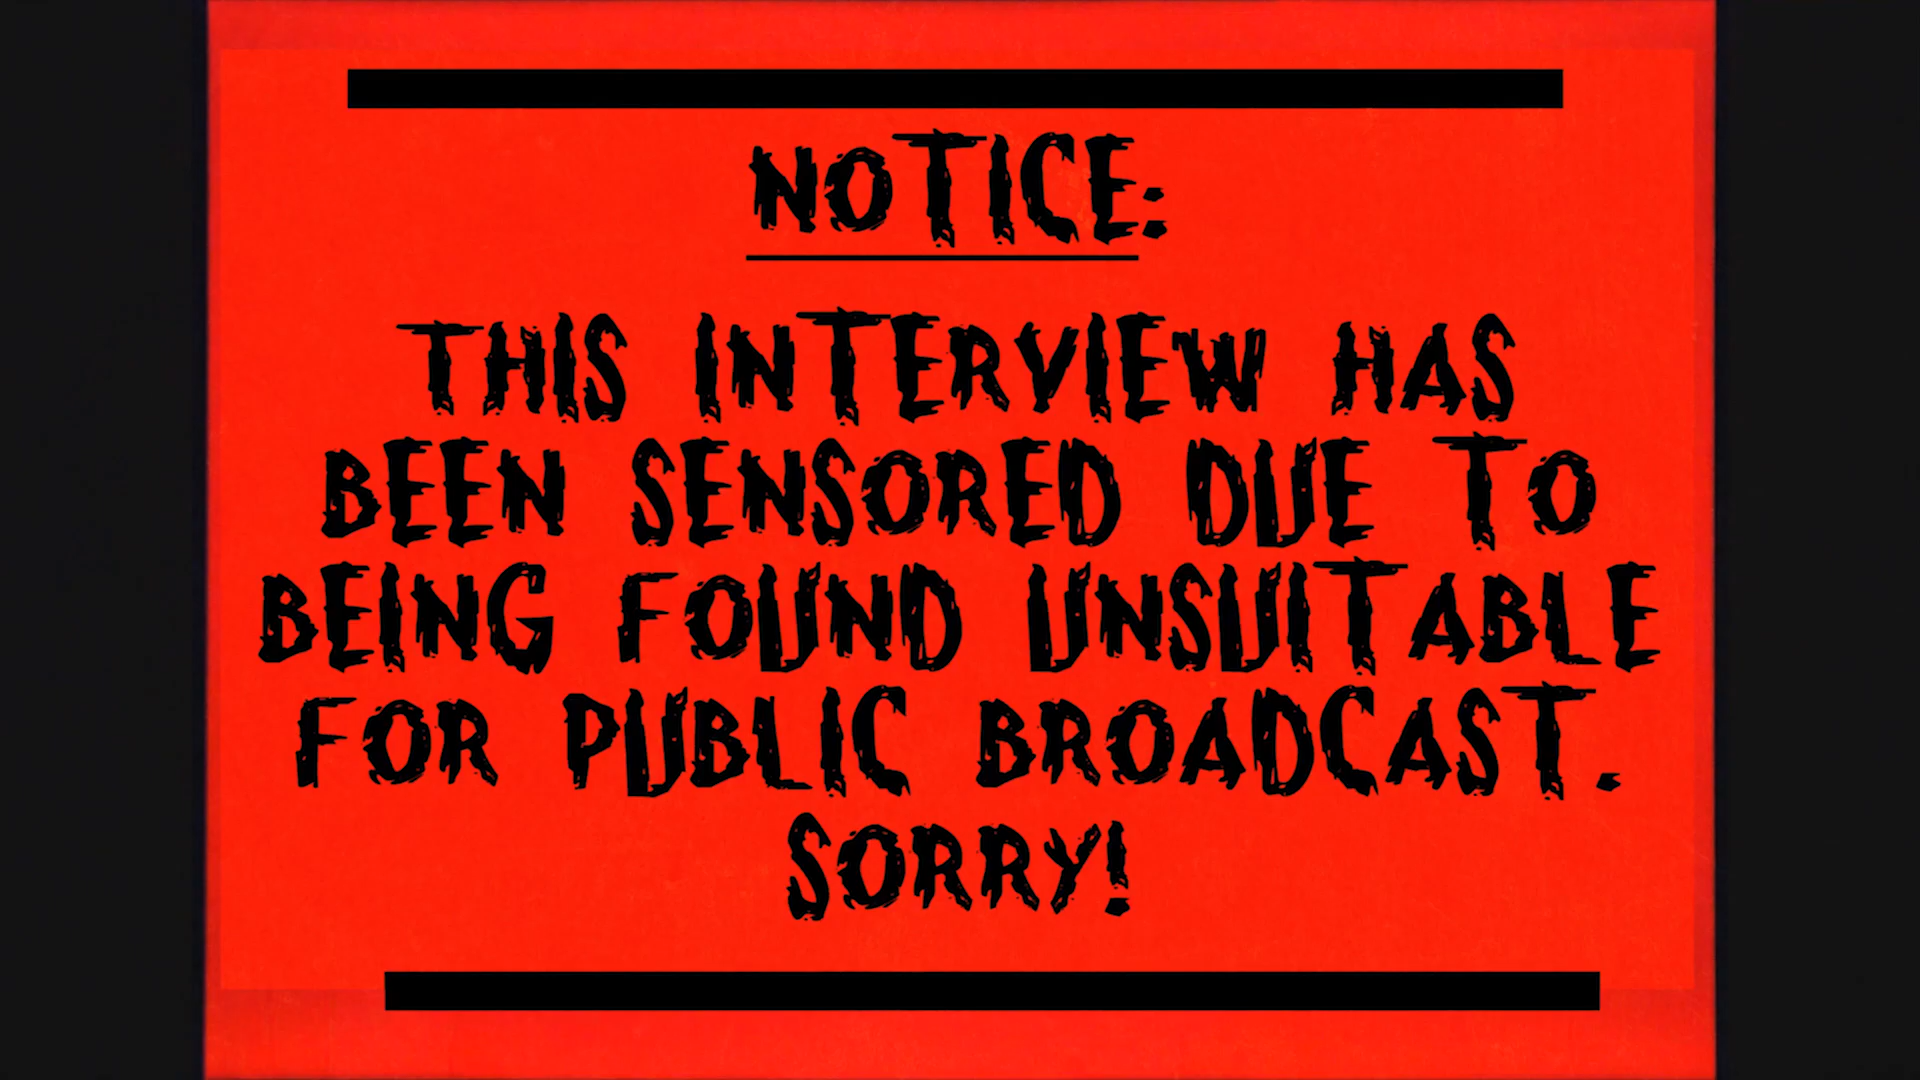 NOTICE:
THIS INTERVIEW HAS
BEEN SENSORED DUE TO
BEING FOUND UNSUITABLE
FOR PUBLIC BROADCAST.
SORRY!